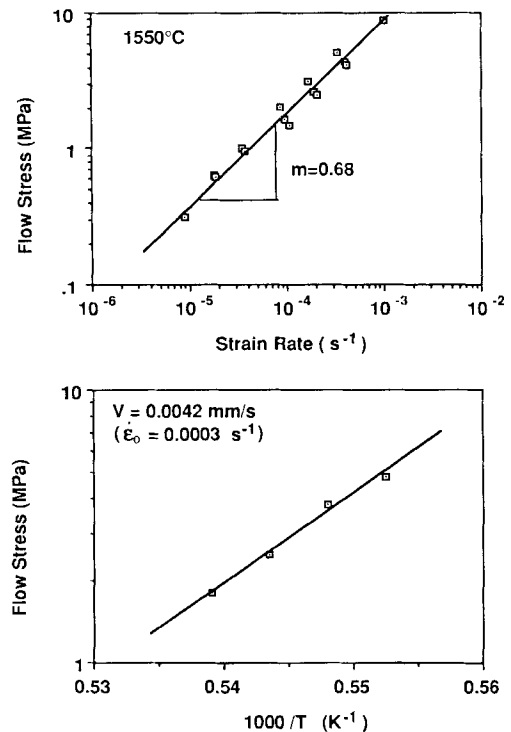 10
1550°C
Flow Stress (MPa)
1
m=0.68
.1
10⁻⁶ 10⁻⁵ 10⁻⁴ 10⁻³ 10⁻²
Strain Rate ( s⁻¹ )
10
V = 0.0042 mm/s
( ε̇₀ = 0.0003 s⁻¹)
Flow Stress (MPa)
1
0.53 0.54 0.55 0.56
1000 /T (K⁻¹)